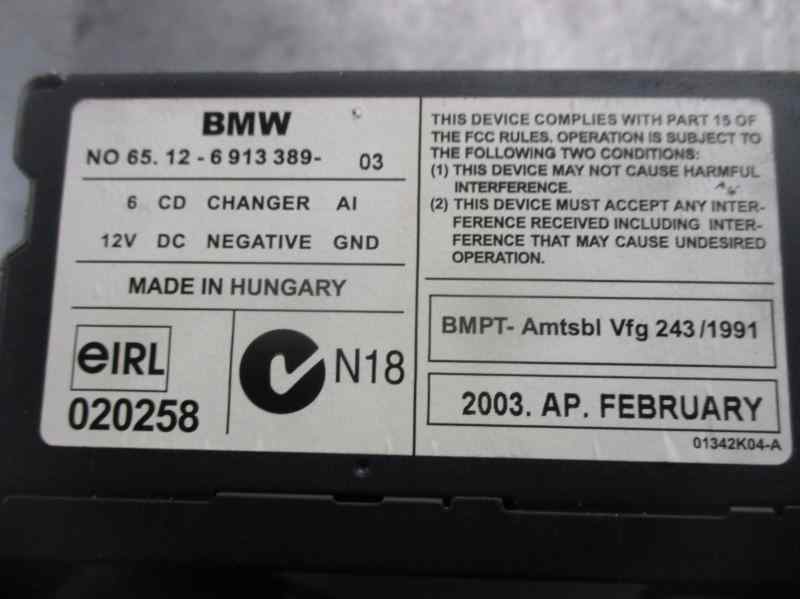 BMW
NO 65. 12 - 6 913 389- 03
6 CD CHANGER AI
12V DC NEGATIVE GND
MADE IN HUNGARY
eIRL
020258
N18
THIS DEVICE COMPLIES WITH PART 15 OF
THE FCC RULES. OPERATION IS SUBJECT TO
THE FOLLOWING TWO CONDITIONS:
(1) THIS DEVICE MAY NOT CAUSE HARMFUL
INTERFERENCE.
(2) THIS DEVICE MUST ACCEPT ANY INTER-
FERENCE RECEIVED INCLUDING INTER-
FERENCE THAT MAY CAUSE UNDESIRED
OPERATION.
BMPT- Amtsbl Vfg 243/1991
2003. AP. FEBRUARY
01342K04-A